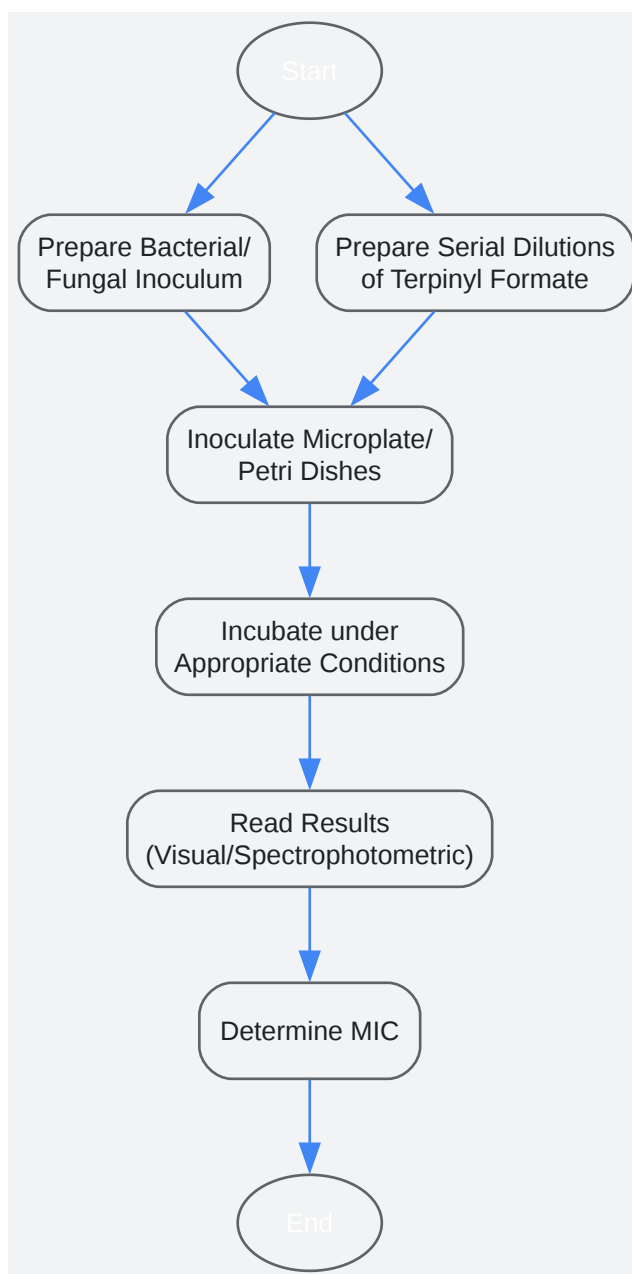 Start
Prepare Bacterial/
Fungal Inoculum
Prepare Serial Dilutions
of Terpinyl Formate
Inoculate Microplate/
Petri Dishes
Incubate under
Appropriate Conditions
Read Results
(Visual/Spectrophotometric)
Determine MIC
End